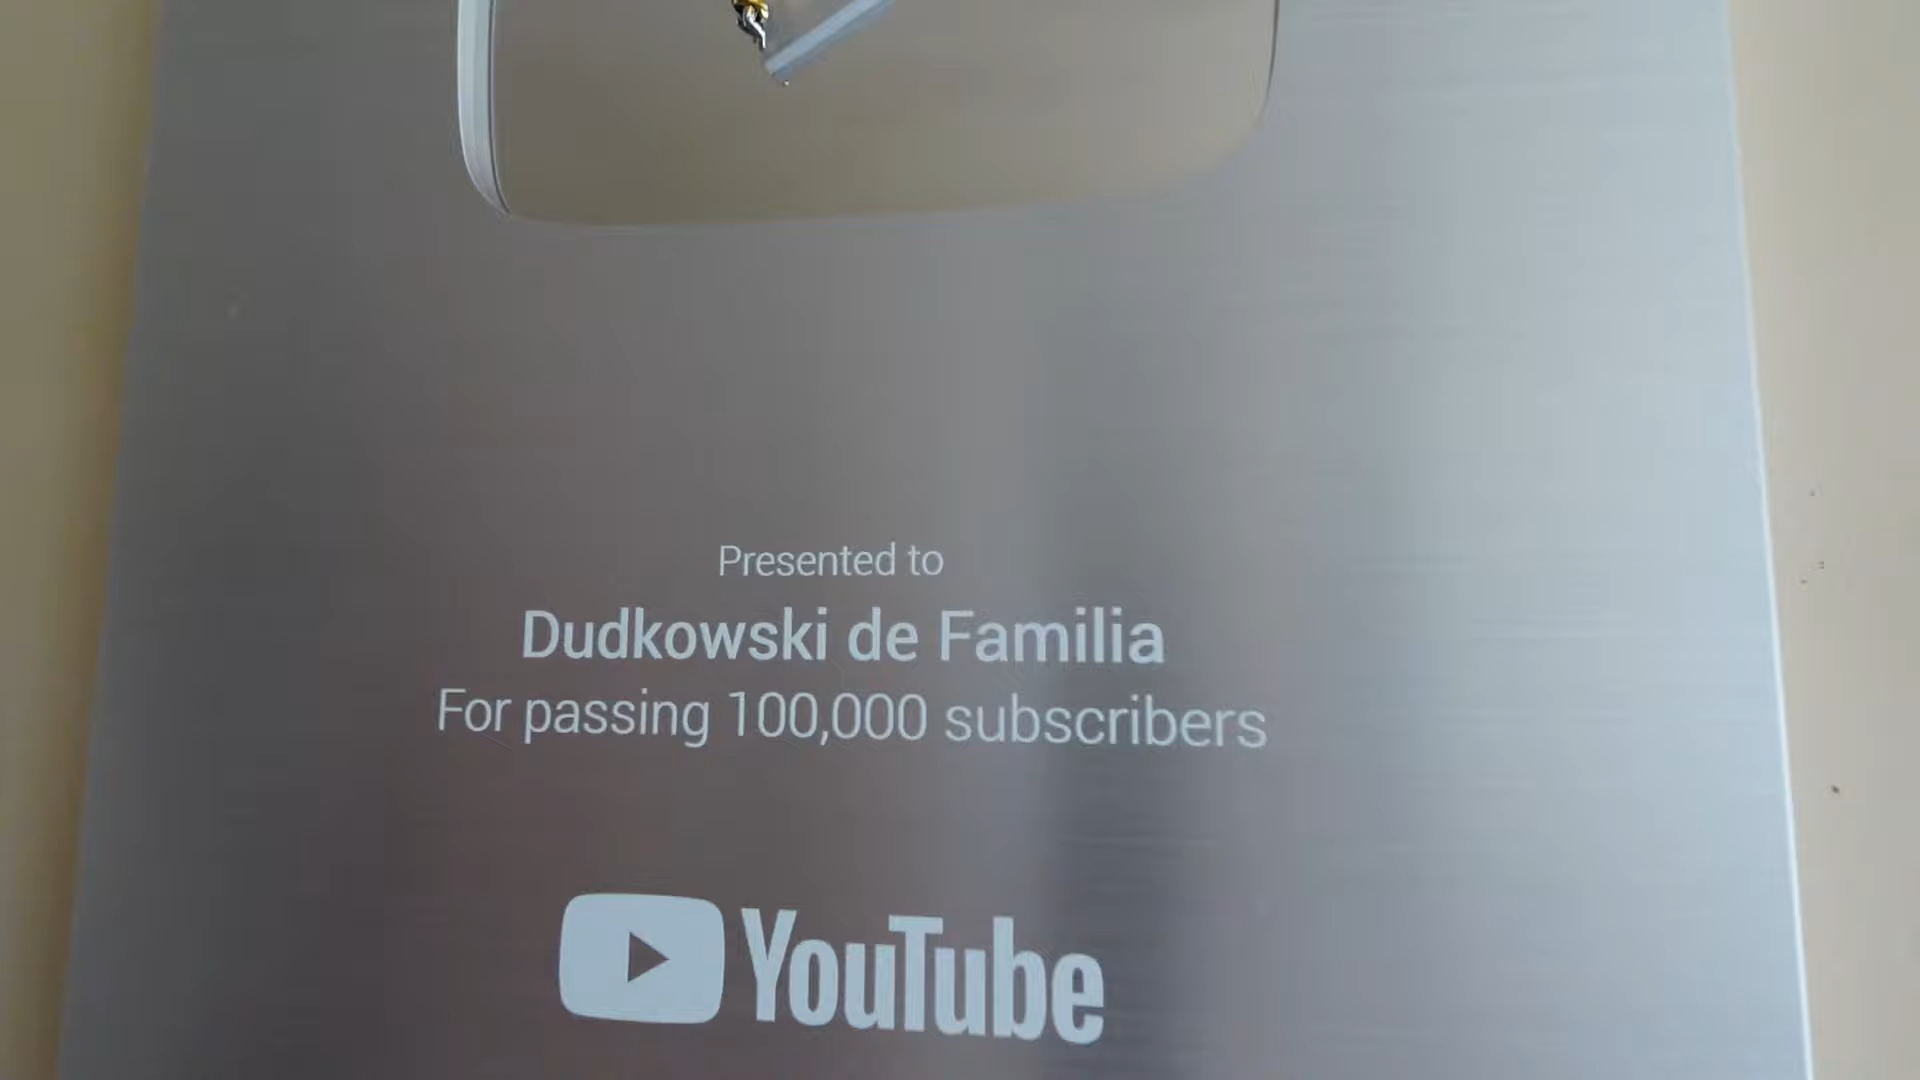 Presented to
Dudkowski de Familia
For passing 100,000 subscribers
YouTube